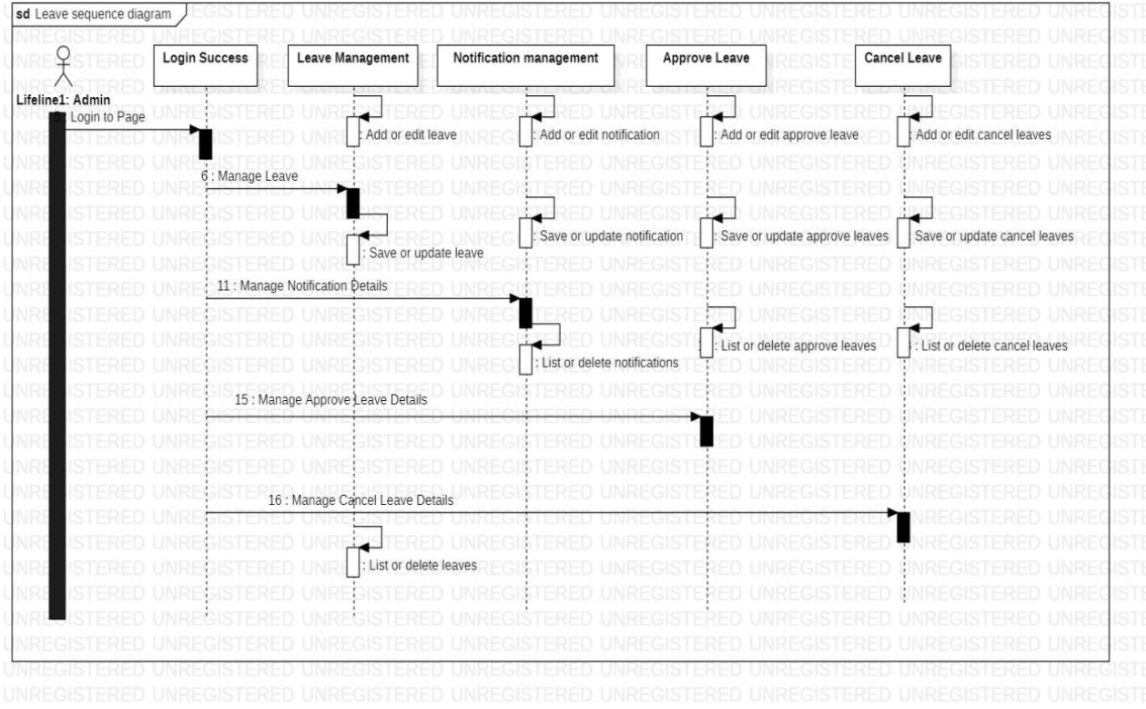 sd Leave sequence diagram
Login Success
Leave Management
Notification management
Approve Leave
Cancel Leave
Lifeline1: Admin
: Login to Page
: Add or edit leave
: Add or edit notification
: Add or edit approve leave
: Add or edit cancel leaves
6 : Manage Leave
: Save or update notification
: Save or update approve leaves
Save or update cancel leaves
: Save or update leave
11 : Manage Notification Details
: List or delete approve leaves
: List or delete cancel leaves
: List or delete notifications
15 : Manage Approve Leave Details
16 : Manage Cancel Leave Details
: List or delete leaves
UNREGISTERED